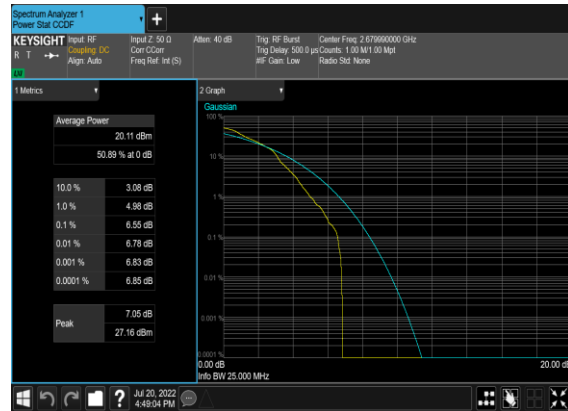 Spectrum Analyzer 1
Power Stat CCDF
KEYSIGHT
R T
LXI
Input: RF
Coupling: DC
Align: Auto
Input Z: 50 Ω
Corr CCorr
Freq Ref: Int (S)
Atten: 40 dB
Trig: RF Burst
Trig Delay: 500.0 µs
#IF Gain: Low
Center Freq: 2.679990000 GHz
Counts: 1.00 M/1.00 Mpt
Radio Std: None
1 Metrics
Average Power
20.11 dBm
50.89 % at 0 dB
10.0 % 3.08 dB
1.0 % 4.98 dB
0.1 % 6.55 dB
0.01 % 6.78 dB
0.001 % 6.83 dB
0.0001 % 6.85 dB
Peak
7.05 dB
27.16 dBm
2 Graph
Gaussian
100 %
10 %
1 %
0.1 %
0.01 %
0.001 %
0.0001 %
0.00 dB
20.00 dB
Info BW 25.000 MHz
?
Jul 20, 2022
4:49:04 PM